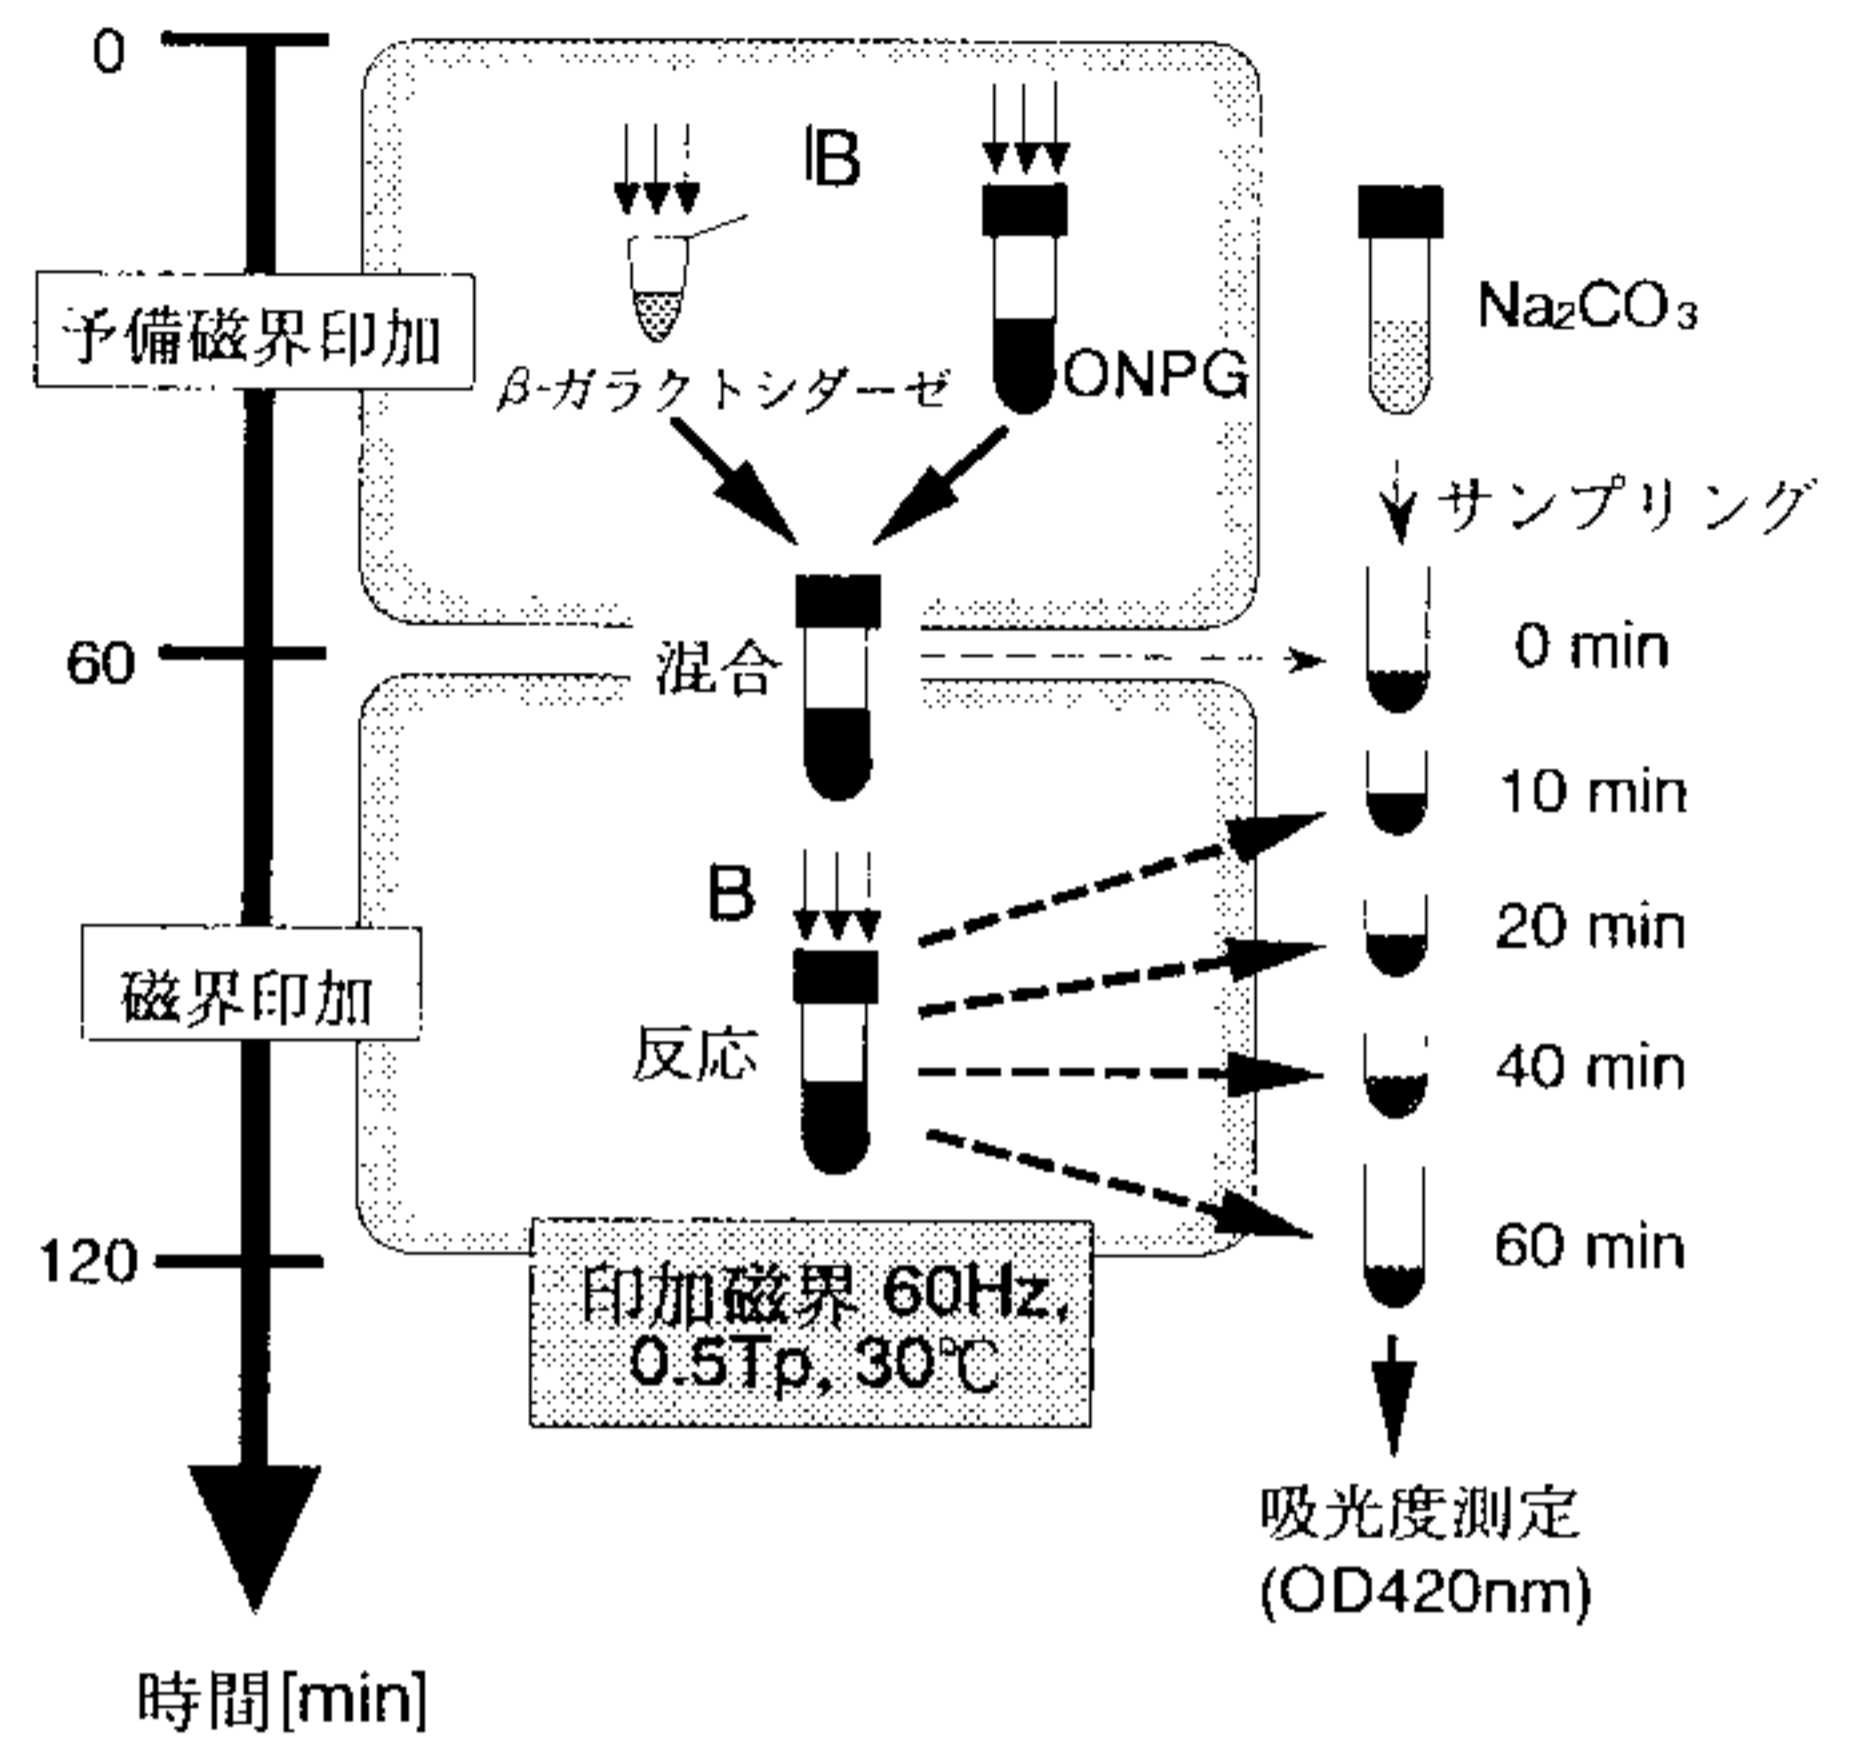 0
B
予備磁界印加
Na₂CO₃
β-ガラクトシダーゼ
ONPG
サンプリング
60
混合
0 min
10 min
B
20 min
磁界印加
反応
40 min
60 min
120
印加磁界 60Hz,
0.5Tp, 30℃
吸光度測定
(OD420nm)
時間[min]